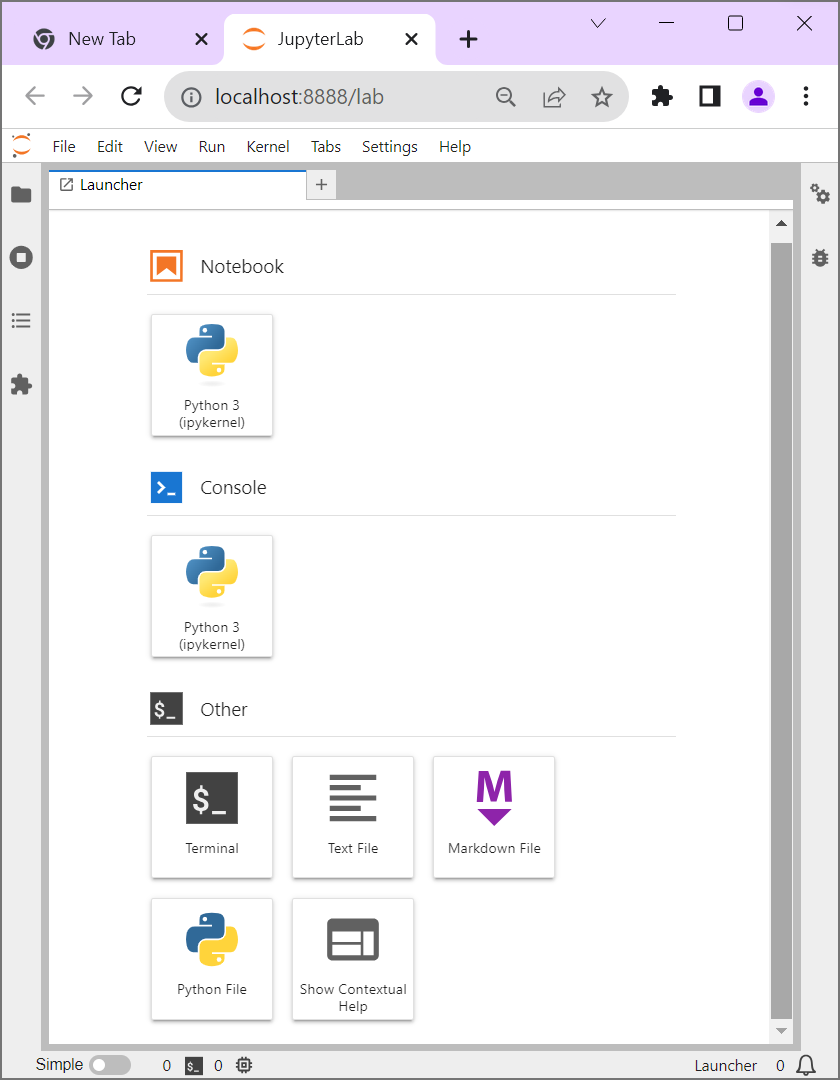 New Tab
JupyterLab
localhost:8888/lab
File Edit View Run Kernel Tabs Settings Help
Launcher
Notebook
Python 3
(ipykernel)
>_ Console
Python 3
(ipykernel)
$_ Other
$_
M
Terminal
Text File
Markdown File
Python File
Show Contextual
Help
Simple 0 $_ 0 Launcher 0